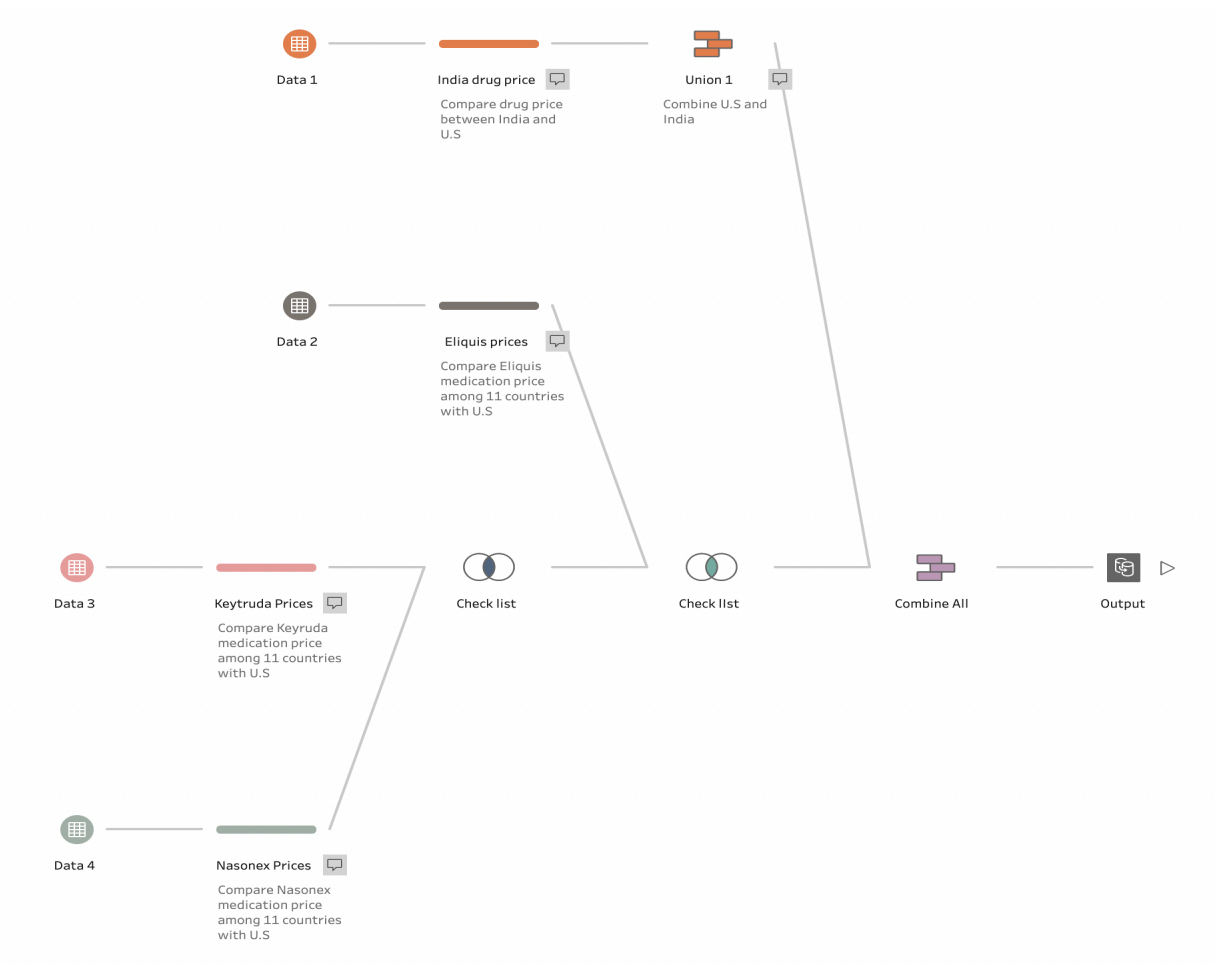 Data 1
India drug price
Compare drug price
between India and
U.S
Union 1
Combine U.S and
India
Data 2
Eliquis prices
Compare Eliquis
medication price
among 11 countries
with U.S
Data 3
Keytruda Prices
Compare Keyruda
medication price
among 11 countries
with U.S
Check list
Check lIst
Combine All
Output
Data 4
Nasonex Prices
Compare Nasonex
medication price
among 11 countries
with U.S